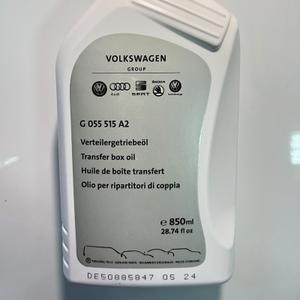 VOLKSWAGEN
GROUP
Audi SEAT ŠKODA
G 055 515 A2
Verteilergetriebeöl
Transfer box oil
Huile de boîte transfert
Olio per ripartitori di coppia
℮ 850ml
28.74 fl oz
DE50885847 05 24